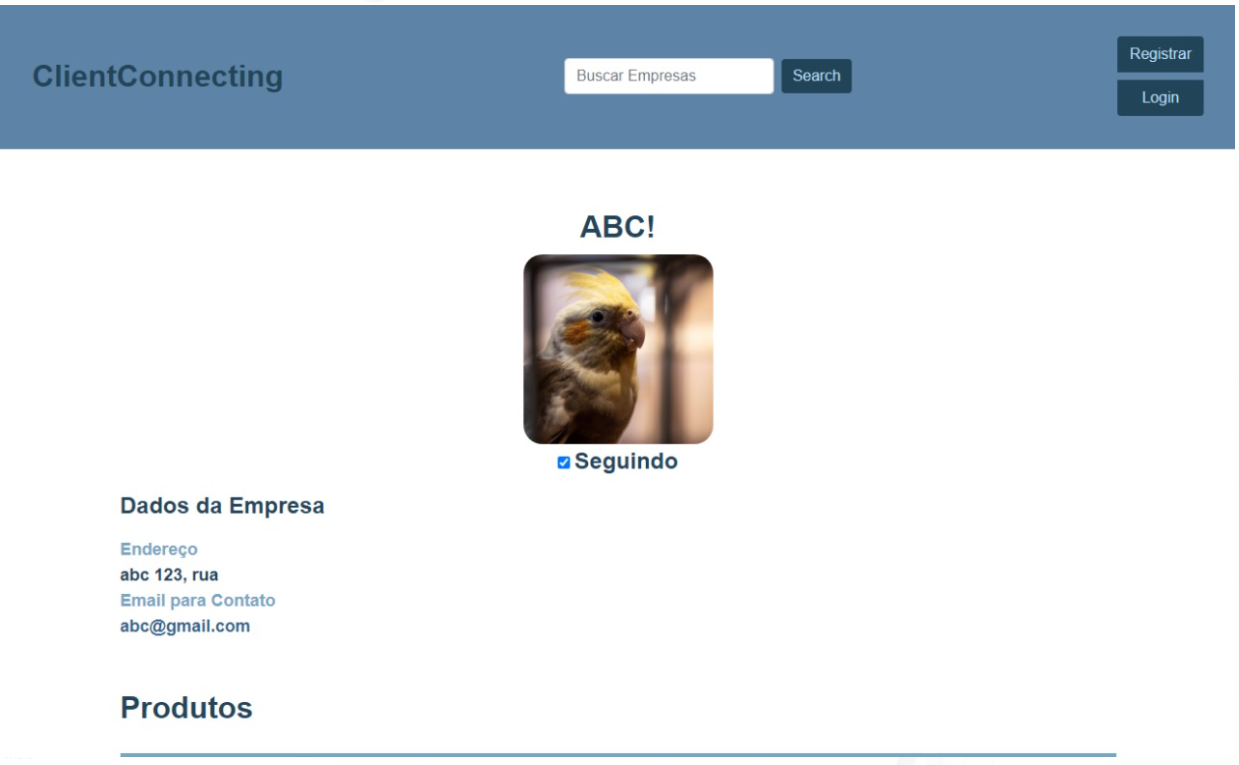 ClientConnecting
Buscar Empresas
Search
Registrar
Login
ABC!
Seguindo
Dados da Empresa
Endereço
abc 123, rua
Email para Contato
abc@gmail.com
Produtos